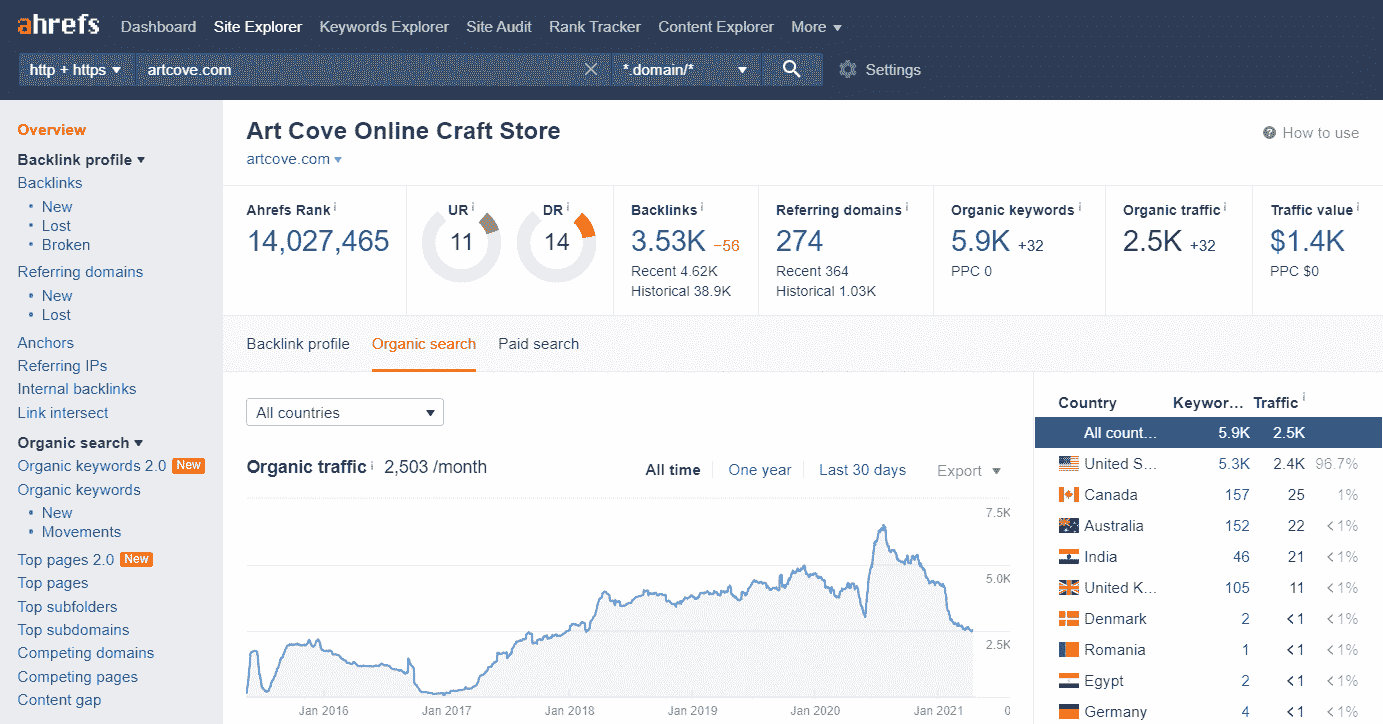 ahrefs Dashboard Site Explorer Keywords Explorer Site Audit Rank Tracker Content Explorer More
http + https artcove.com *.domain/* Settings
Overview
Backlink profile
Backlinks
New
Lost
Broken
Referring domains
New
Lost
Anchors
Referring IPs
Internal backlinks
Link intersect
Organic search
Organic keywords 2.0 New
Organic keywords
New
Movements
Top pages 2.0 New
Top pages
Top subfolders
Top subdomains
Competing domains
Competing pages
Content gap
Art Cove Online Craft Store
How to use
artcove.com
Ahrefs Rank
14,027,465
UR
11
DR
14
Backlinks
3.53K −56
Recent 4.62K
Historical 38.9K
Referring domains
274
Recent 364
Historical 1.03K
Organic keywords
5.9K +32
PPC 0
Organic traffic
2.5K +32
Traffic value
$1.4K
PPC $0
Backlink profile Organic search Paid search
All countries
Organic traffic 2,503 /month
All time One year Last 30 days Export
7.5K
5.0K
2.5K
0
Jan 2016 Jan 2017 Jan 2018 Jan 2019 Jan 2020 Jan 2021
Country Keywor... Traffic
All count... 5.9K 2.5K
United S... 5.3K 2.4K 96.7%
Canada 157 25 1%
Australia 152 22 <1%
India 46 21 <1%
United K... 105 11 <1%
Denmark 2 <1 <1%
Romania 1 <1 <1%
Egypt 2 <1 <1%
Germany 4 <1 <1%